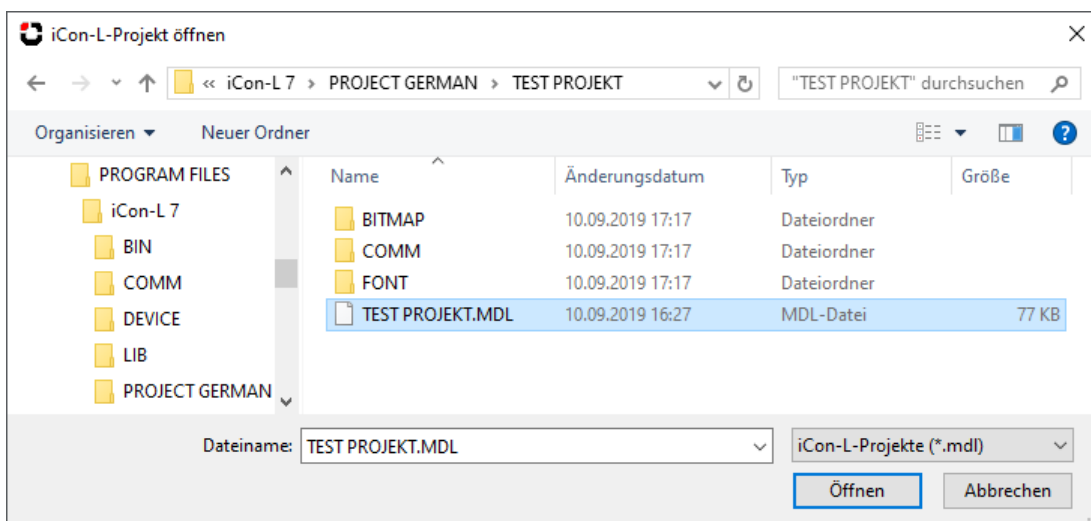 iCon-L-Projekt öffnen
« iCon-L 7 > PROJECT GERMAN > TEST PROJEKT
"TEST PROJEKT" durchsuchen
Organisieren Neuer Ordner
PROGRAM FILES
iCon-L 7
BIN
COMM
DEVICE
LIB
PROJECT GERMAN
Name Änderungsdatum Typ Größe
BITMAP 10.09.2019 17:17 Dateiordner
COMM 10.09.2019 17:17 Dateiordner
FONT 10.09.2019 17:17 Dateiordner
TEST PROJEKT.MDL 10.09.2019 16:27 MDL-Datei 77 KB
Dateiname: TEST PROJEKT.MDL iCon-L-Projekte (*.mdl)
Öffnen Abbrechen